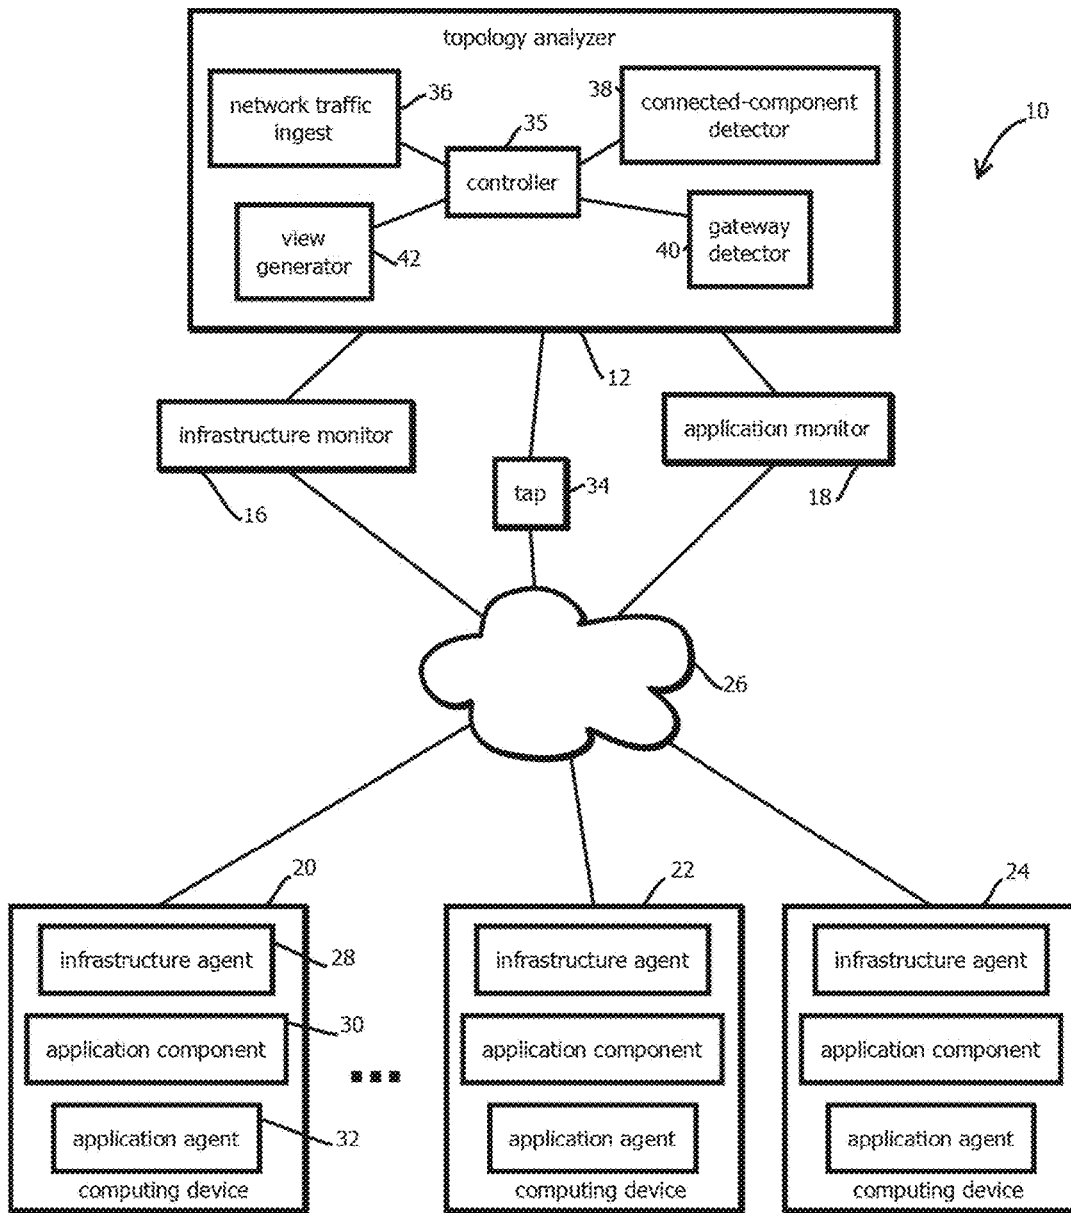 topology analyzer
network traffic
ingest
36
38
connected-component
detector
10
35
controller
view
generator
42
40
gateway
detector
12
infrastructure monitor
application monitor
16
tap
34
18
26
20
22
24
infrastructure agent
28
infrastructure agent
infrastructure agent
application component
30
application component
application component
...
application agent
32
application agent
application agent
computing device
computing device
computing device